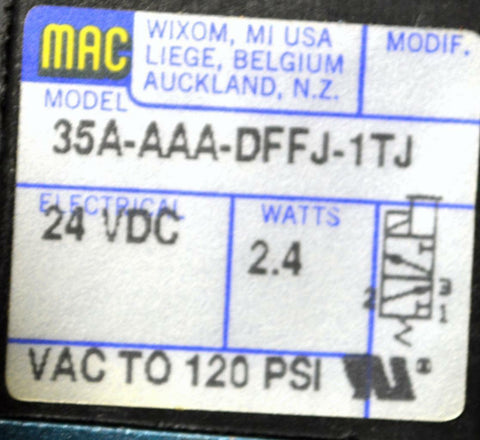 MAC
WIXOM, MI USA
LIEGE, BELGIUM
AUCKLAND, N.Z.
MODIF.
MODEL
35A-AAA-DFFJ-1TJ
ELECTRICAL
24 VDC
WATTS
2.4
2
3
1
VAC TO 120 PSI